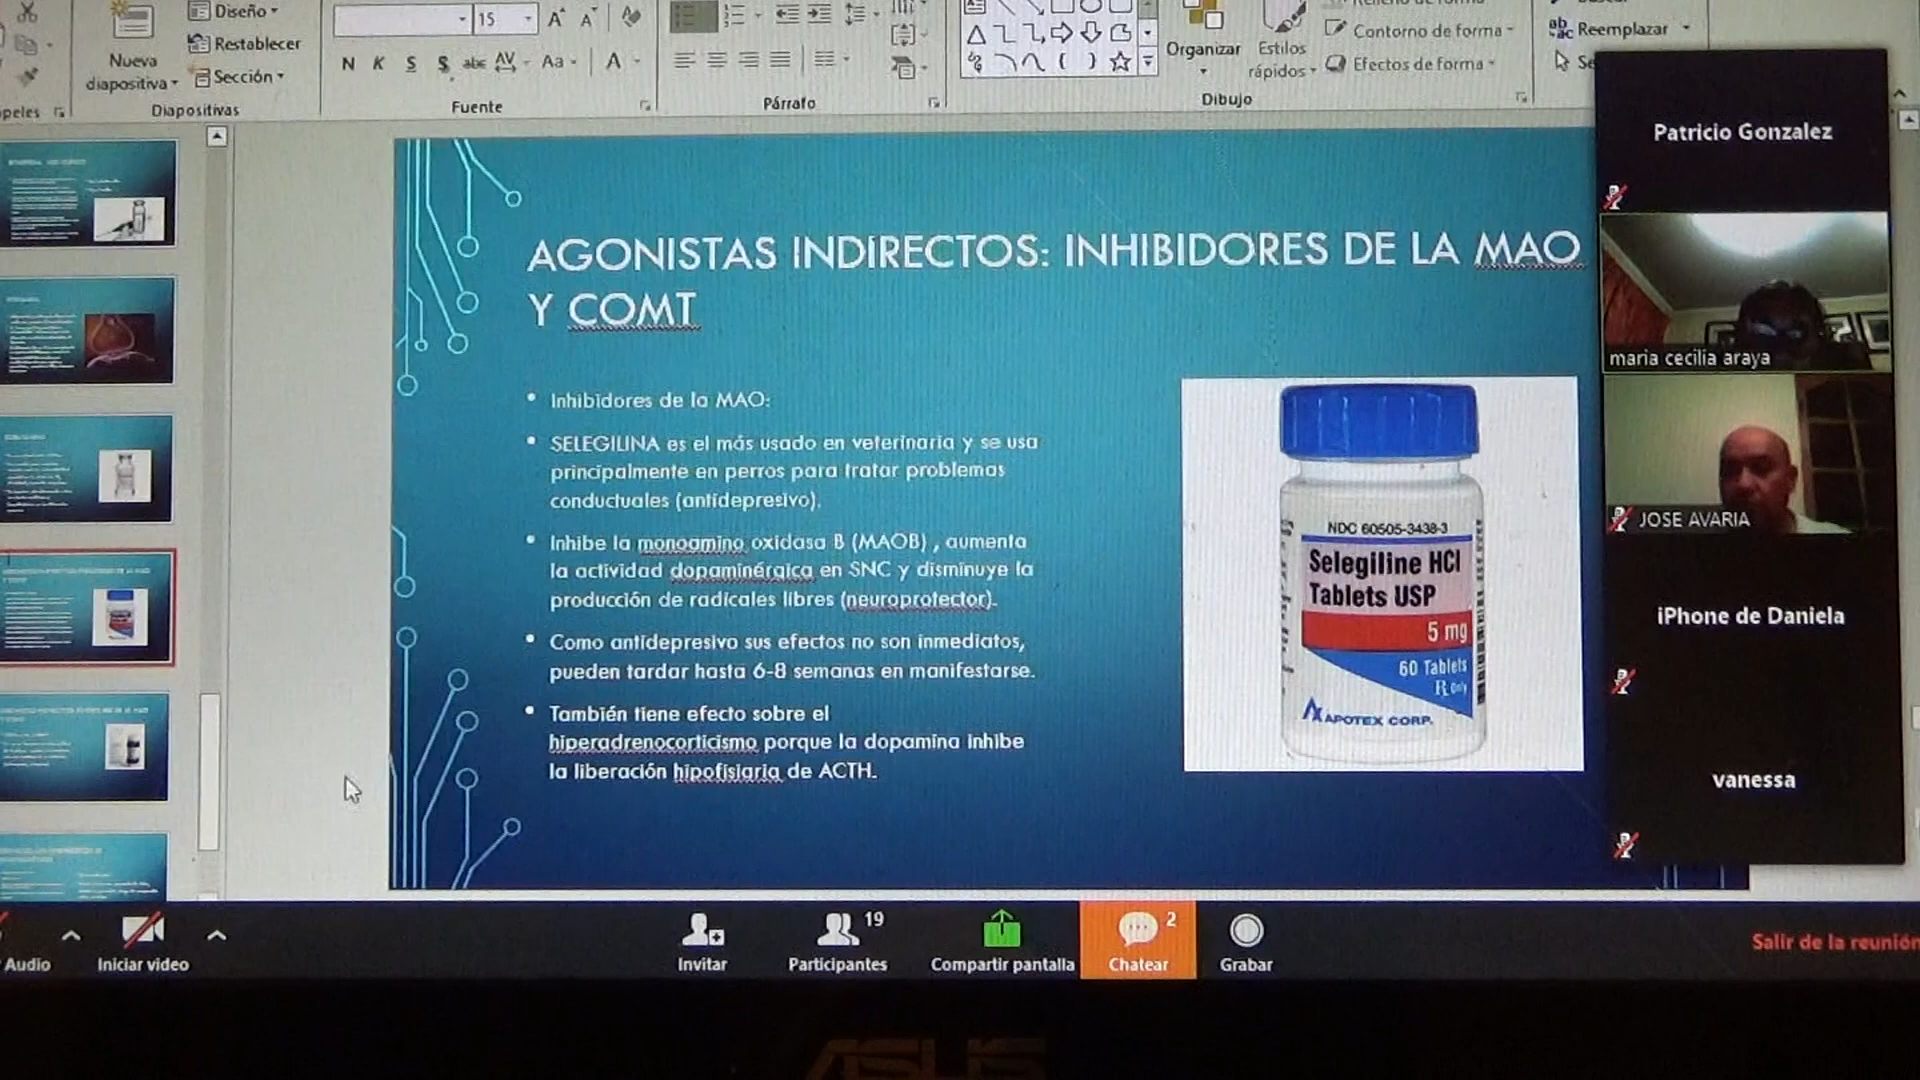 Diseño
Nueva
diapositiva
Restablecer
Sección
Diapositivas
15
A A
N K S S abc AV Aa A
Fuente
Párrafo
Organizar
Estilos
rápidos
Contorno de forma
Efectos de forma
Dibujo
Reemplazar
AGONISTAS INDIRECTOS: INHIBIDORES DE LA MAO
Y COMT
• Inhibidores de la MAO:
• SELEGILINA es el más usado en veterinaria y se usa
principalmente en perros para tratar problemas
conductuales (antidepresivo).
• Inhibe la monoamino oxidasa B (MAOB) , aumenta
la actividad dopaminérgica en SNC y disminuye la
producción de radicales libres (neuroprotector).
• Como antidepresivo sus efectos no son inmediatos,
pueden tardar hasta 6-8 semanas en manifestarse.
• También tiene efecto sobre el
hiperadrenocorticismo porque la dopamina inhibe
la liberación hipofisiaria de ACTH.
NDC 60505-3438-3
Selegiline HCl
Tablets USP
5 mg
60 Tablets
Rx Only
APOTEX CORP.
Patricio Gonzalez
maria cecilia araya
JOSE AVARIA
iPhone de Daniela
vanessa
Audio
Iniciar video
Invitar
19
Participantes
Compartir pantalla
2
Chatear
Grabar
Salir de la reunión
ASUS